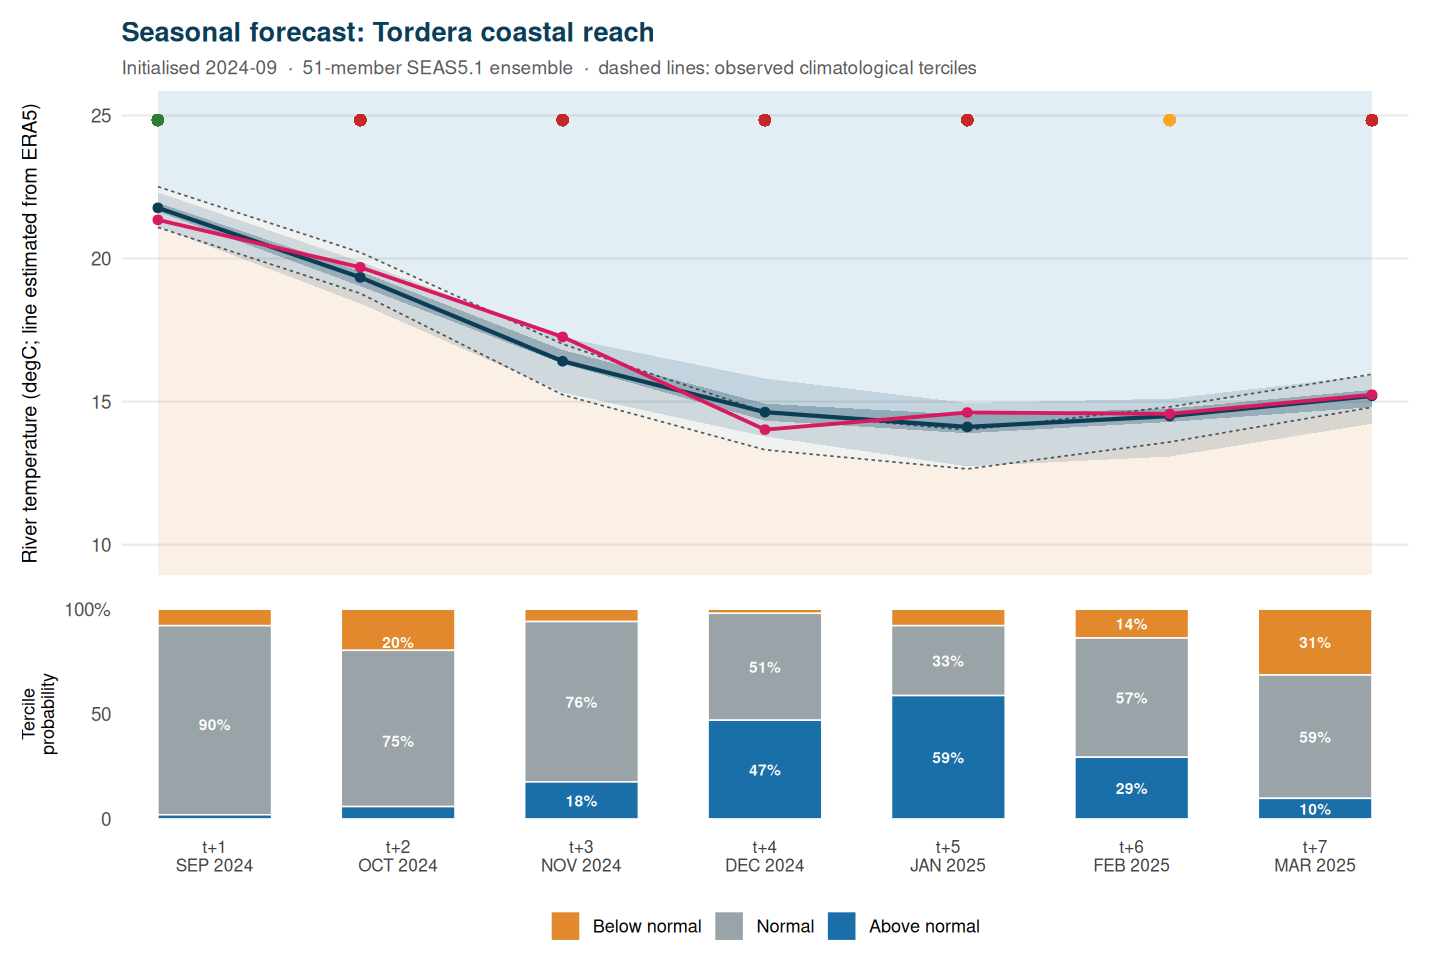 Seasonal forecast: Tordera coastal reach
Initialised 2024-09 · 51-member SEAS5.1 ensemble · dashed lines: observed climatological terciles
River temperature (degC; line estimated from ERA5)
25
20
15
10
Tercile
probability
100%
50
0
90%
20%
75%
76%
18%
51%
47%
33%
59%
14%
57%
29%
31%
59%
10%
t+1
SEP 2024
t+2
OCT 2024
t+3
NOV 2024
t+4
DEC 2024
t+5
JAN 2025
t+6
FEB 2025
t+7
MAR 2025
Below normal
Normal
Above normal